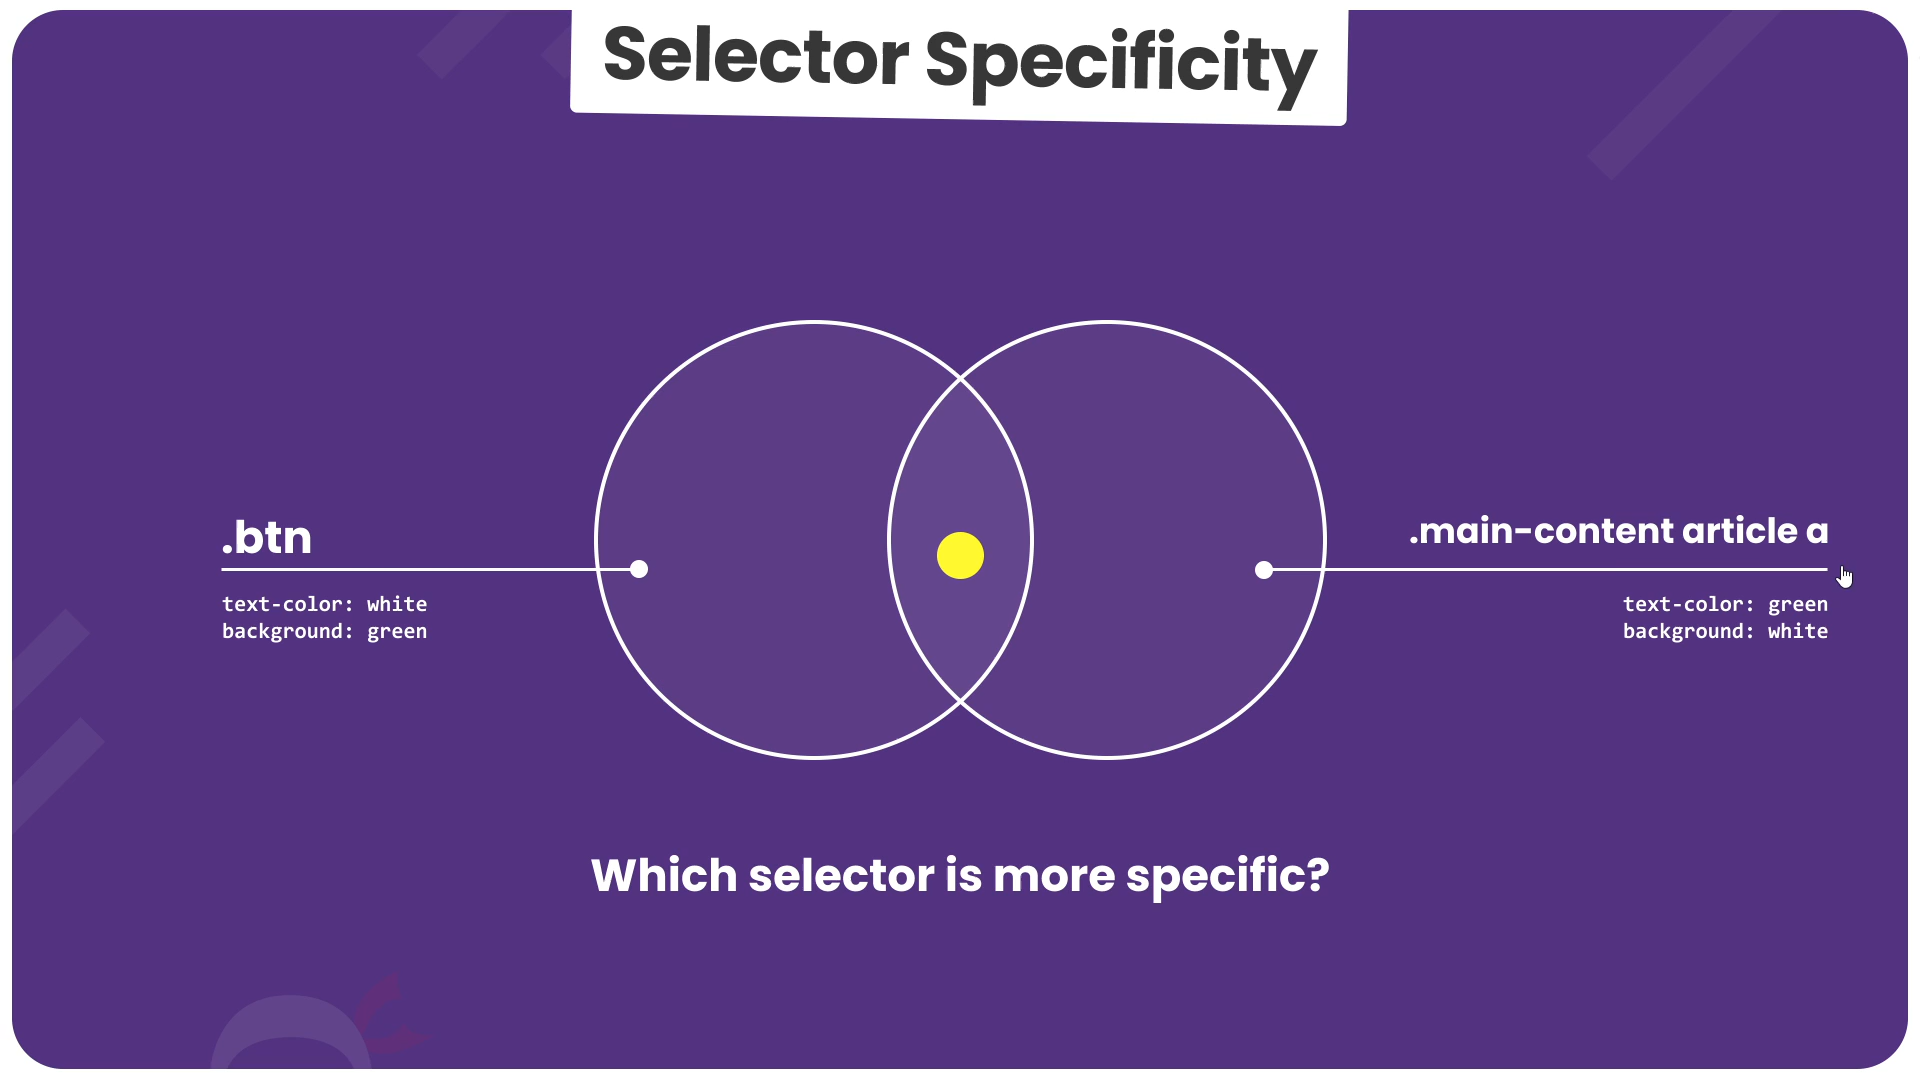 Selector Specificity
.btn
text-color: white
background: green
.main-content article a
text-color: green
background: white
Which selector is more specific?